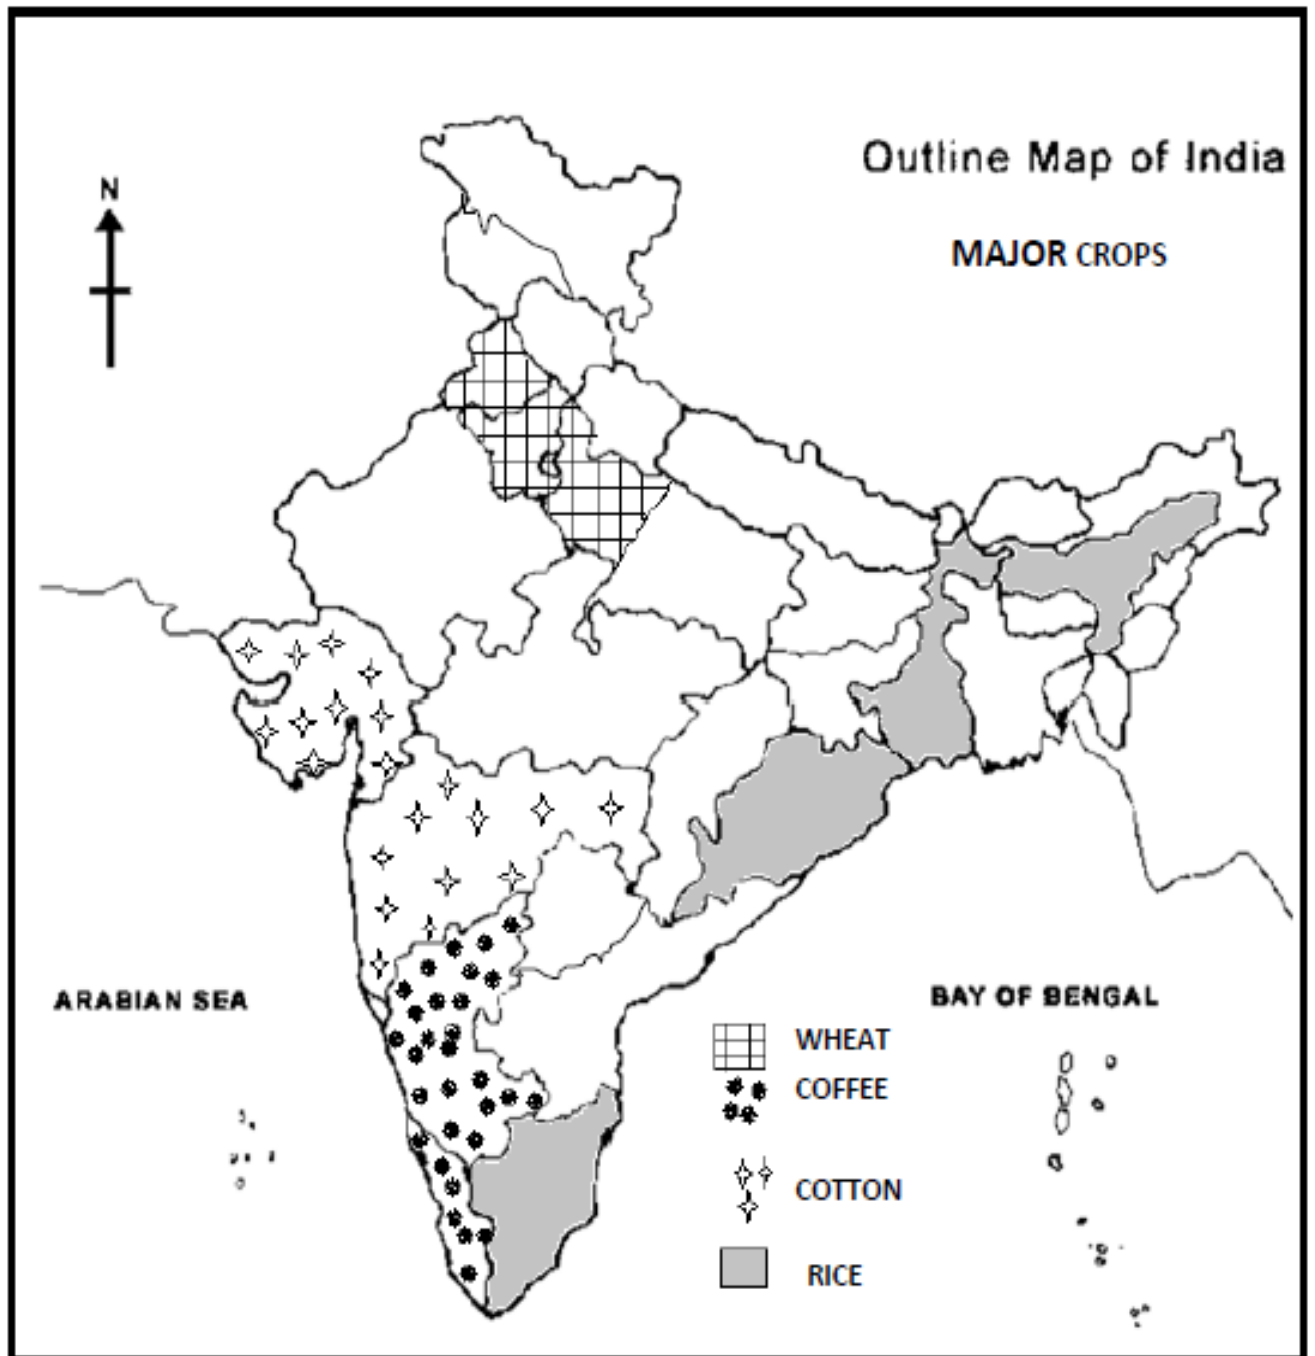 Outline Map of India
N
MAJOR CROPS
ARABIAN SEA
BAY OF BENGAL
WHEAT
COFFEE
COTTON
RICE